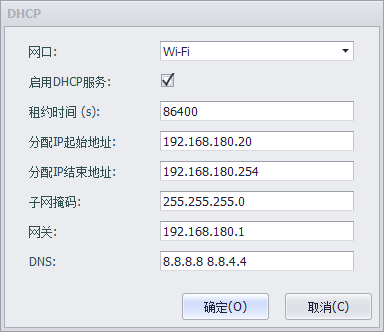 DHCP
网口: Wi-Fi
启用DHCP服务:
租约时间 (s): 86400
分配IP起始地址: 192.168.180.20
分配IP结束地址: 192.168.180.254
子网掩码: 255.255.255.0
网关: 192.168.180.1
DNS: 8.8.8.8 8.8.4.4
确定(O) 取消(C)